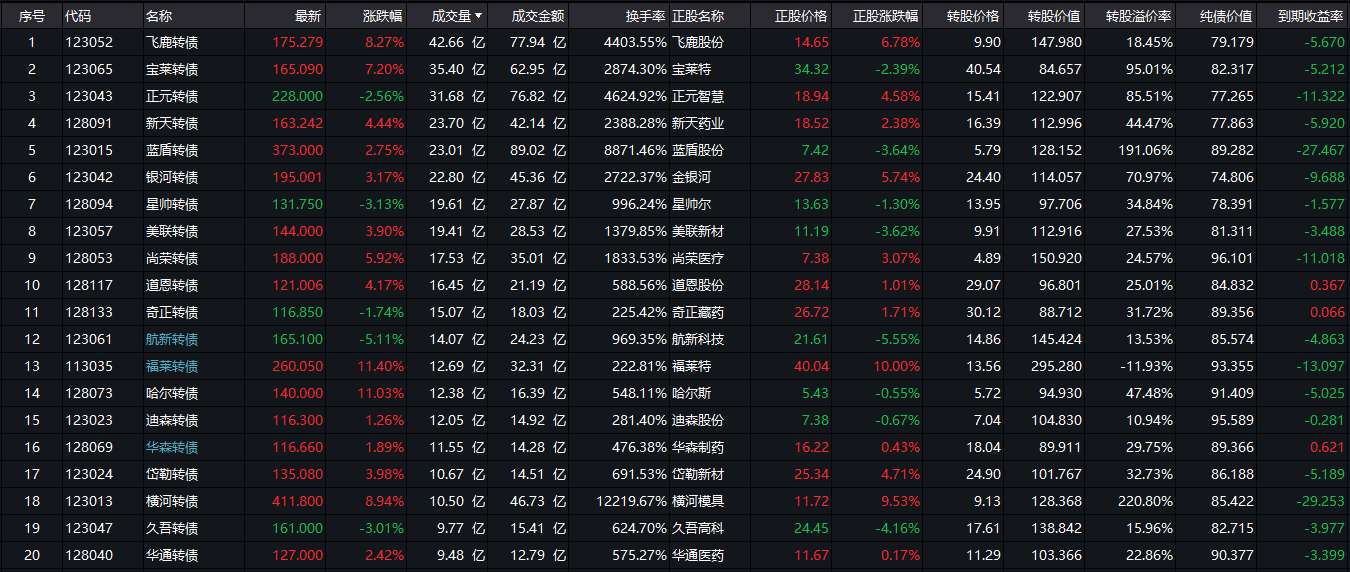 序号 代码 名称 最新 涨跌幅 成交量 成交金额 换手率 正股名称 正股价格 正股涨跌幅 转股价格 转股价值 转股溢价率 纯债价值 到期收益率
1 123052 飞鹿转债 175.279 8.27% 42.66 亿 77.94 亿 4403.55% 飞鹿股份 14.65 6.78% 9.90 147.980 18.45% 79.179 -5.670
2 123065 宝莱转债 165.090 7.20% 35.40 亿 62.95 亿 2874.30% 宝莱特 34.32 -2.39% 40.54 84.657 95.01% 82.317 -5.212
3 123043 正元转债 228.000 -2.56% 31.68 亿 76.82 亿 4624.92% 正元智慧 18.94 4.58% 15.41 122.907 85.51% 77.265 -11.322
4 128091 新天转债 163.242 4.44% 23.70 亿 42.14 亿 2388.28% 新天药业 18.52 2.38% 16.39 112.996 44.47% 77.863 -5.920
5 123015 蓝盾转债 373.000 2.75% 23.01 亿 89.02 亿 8871.46% 蓝盾股份 7.42 -3.64% 5.79 128.152 191.06% 89.282 -27.467
6 123042 银河转债 195.001 3.17% 22.80 亿 45.36 亿 2722.37% 金银河 27.83 5.74% 24.40 114.057 70.97% 74.806 -9.688
7 128094 星帅转债 131.750 -3.13% 19.61 亿 27.87 亿 996.24% 星帅尔 13.63 -1.30% 13.95 97.706 34.84% 78.391 -1.577
8 123057 美联转债 144.000 3.90% 19.41 亿 28.53 亿 1379.85% 美联新材 11.19 -3.62% 9.91 112.916 27.53% 81.311 -3.488
9 128053 尚荣转债 188.000 5.92% 17.53 亿 35.01 亿 1833.53% 尚荣医疗 7.38 3.07% 4.89 150.920 24.57% 96.101 -11.018
10 128117 道恩转债 121.006 4.17% 16.45 亿 21.19 亿 588.56% 道恩股份 28.14 1.01% 29.07 96.801 25.01% 84.832 0.367
11 128133 奇正转债 116.850 -1.74% 15.07 亿 18.03 亿 225.42% 奇正藏药 26.72 1.71% 30.12 88.712 31.72% 89.356 0.066
12 123061 航新转债 165.100 -5.11% 14.07 亿 24.23 亿 969.35% 航新科技 21.61 -5.55% 14.86 145.424 13.53% 85.574 -4.863
13 113035 福莱转债 260.050 11.40% 12.69 亿 32.31 亿 222.81% 福莱特 40.04 10.00% 13.56 295.280 -11.93% 93.355 -13.097
14 128073 哈尔转债 140.000 11.03% 12.38 亿 16.39 亿 548.11% 哈尔斯 5.43 -0.55% 5.72 94.930 47.48% 91.409 -5.025
15 123023 迪森转债 116.300 1.26% 12.05 亿 14.92 亿 281.40% 迪森股份 7.38 -0.67% 7.04 104.830 10.94% 95.589 -0.281
16 128069 华森转债 116.660 1.89% 11.55 亿 14.28 亿 476.38% 华森制药 16.22 0.43% 18.04 89.911 29.75% 89.366 0.621
17 123024 岱勒转债 135.080 3.98% 10.67 亿 14.51 亿 691.53% 岱勒新材 25.34 4.71% 24.90 101.767 32.73% 86.188 -5.189
18 123013 横河转债 411.800 8.94% 10.50 亿 46.73 亿 12219.67% 横河模具 11.72 9.53% 9.13 128.368 220.80% 85.422 -29.253
19 123047 久吾转债 161.000 -3.01% 9.77 亿 15.41 亿 624.70% 久吾高科 24.45 -4.16% 17.61 138.842 15.96% 82.715 -3.977
20 128040 华通转债 127.000 2.42% 9.48 亿 12.79 亿 575.27% 华通医药 11.67 0.17% 11.29 103.366 22.86% 90.377 -3.399